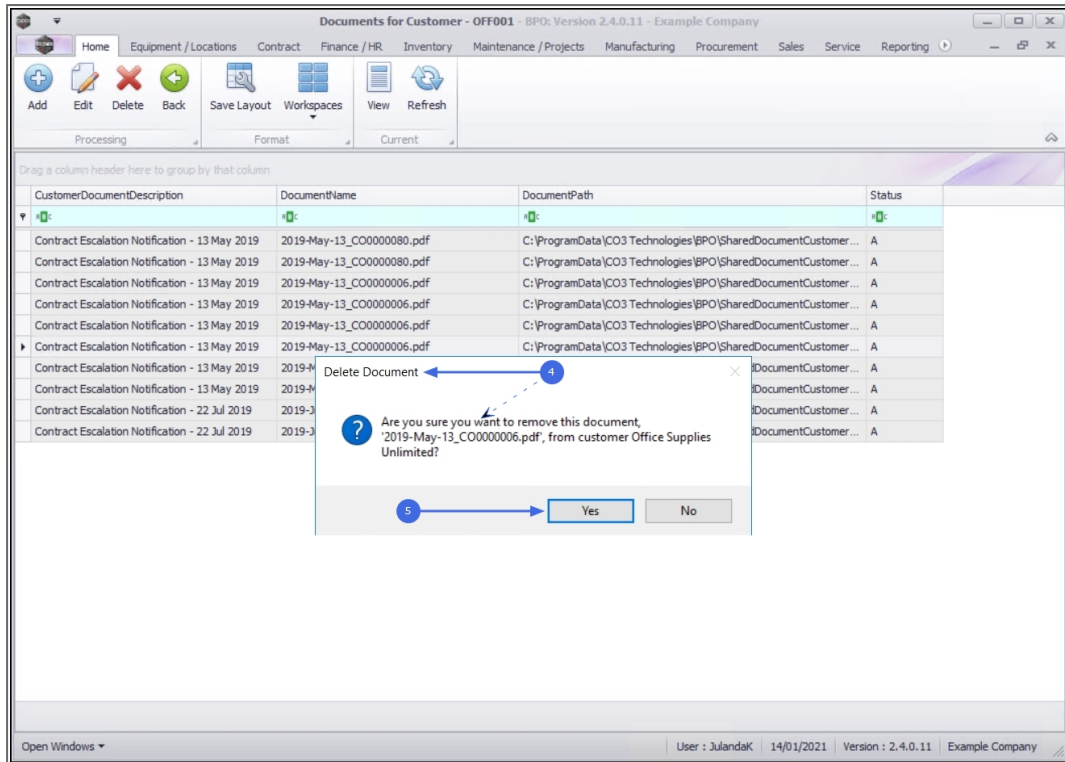 Documents for Customer - OFF001 - BPO: Version 2.4.0.11 - Example Company
Home Equipment / Locations Contract Finance / HR Inventory Maintenance / Projects Manufacturing Procurement Sales Service Reporting
Add Edit Delete Back Save Layout Workspaces View Refresh
Processing Format Current
Drag a column header here to group by that column
CustomerDocumentDescription DocumentName DocumentPath Status
Contract Escalation Notification - 13 May 2019 2019-May-13_CO0000080.pdf C:\ProgramData\CO3 Technologies\BPO\SharedDocumentCustomer... A
Contract Escalation Notification - 13 May 2019 2019-May-13_CO0000080.pdf C:\ProgramData\CO3 Technologies\BPO\SharedDocumentCustomer... A
Contract Escalation Notification - 13 May 2019 2019-May-13_CO0000006.pdf C:\ProgramData\CO3 Technologies\BPO\SharedDocumentCustomer... A
Contract Escalation Notification - 13 May 2019 2019-May-13_CO0000006.pdf C:\ProgramData\CO3 Technologies\BPO\SharedDocumentCustomer... A
Contract Escalation Notification - 13 May 2019 2019-May-13_CO0000006.pdf C:\ProgramData\CO3 Technologies\BPO\SharedDocumentCustomer... A
Contract Escalation Notification - 13 May 2019 2019-May-13_CO0000006.pdf C:\ProgramData\CO3 Technologies\BPO\SharedDocumentCustomer... A
Contract Escalation Notification - 13 May 2019 2019-M DocumentCustomer... A
Contract Escalation Notification - 13 May 2019 2019-M DocumentCustomer... A
Contract Escalation Notification - 22 Jul 2019 2019-J DocumentCustomer... A
Contract Escalation Notification - 22 Jul 2019 2019-J DocumentCustomer... A
Delete Document 4
Are you sure you want to remove this document,
'2019-May-13_CO0000006.pdf', from customer Office Supplies
Unlimited?
5 Yes No
Open Windows User : JulandaK 14/01/2021 Version : 2.4.0.11 Example Company